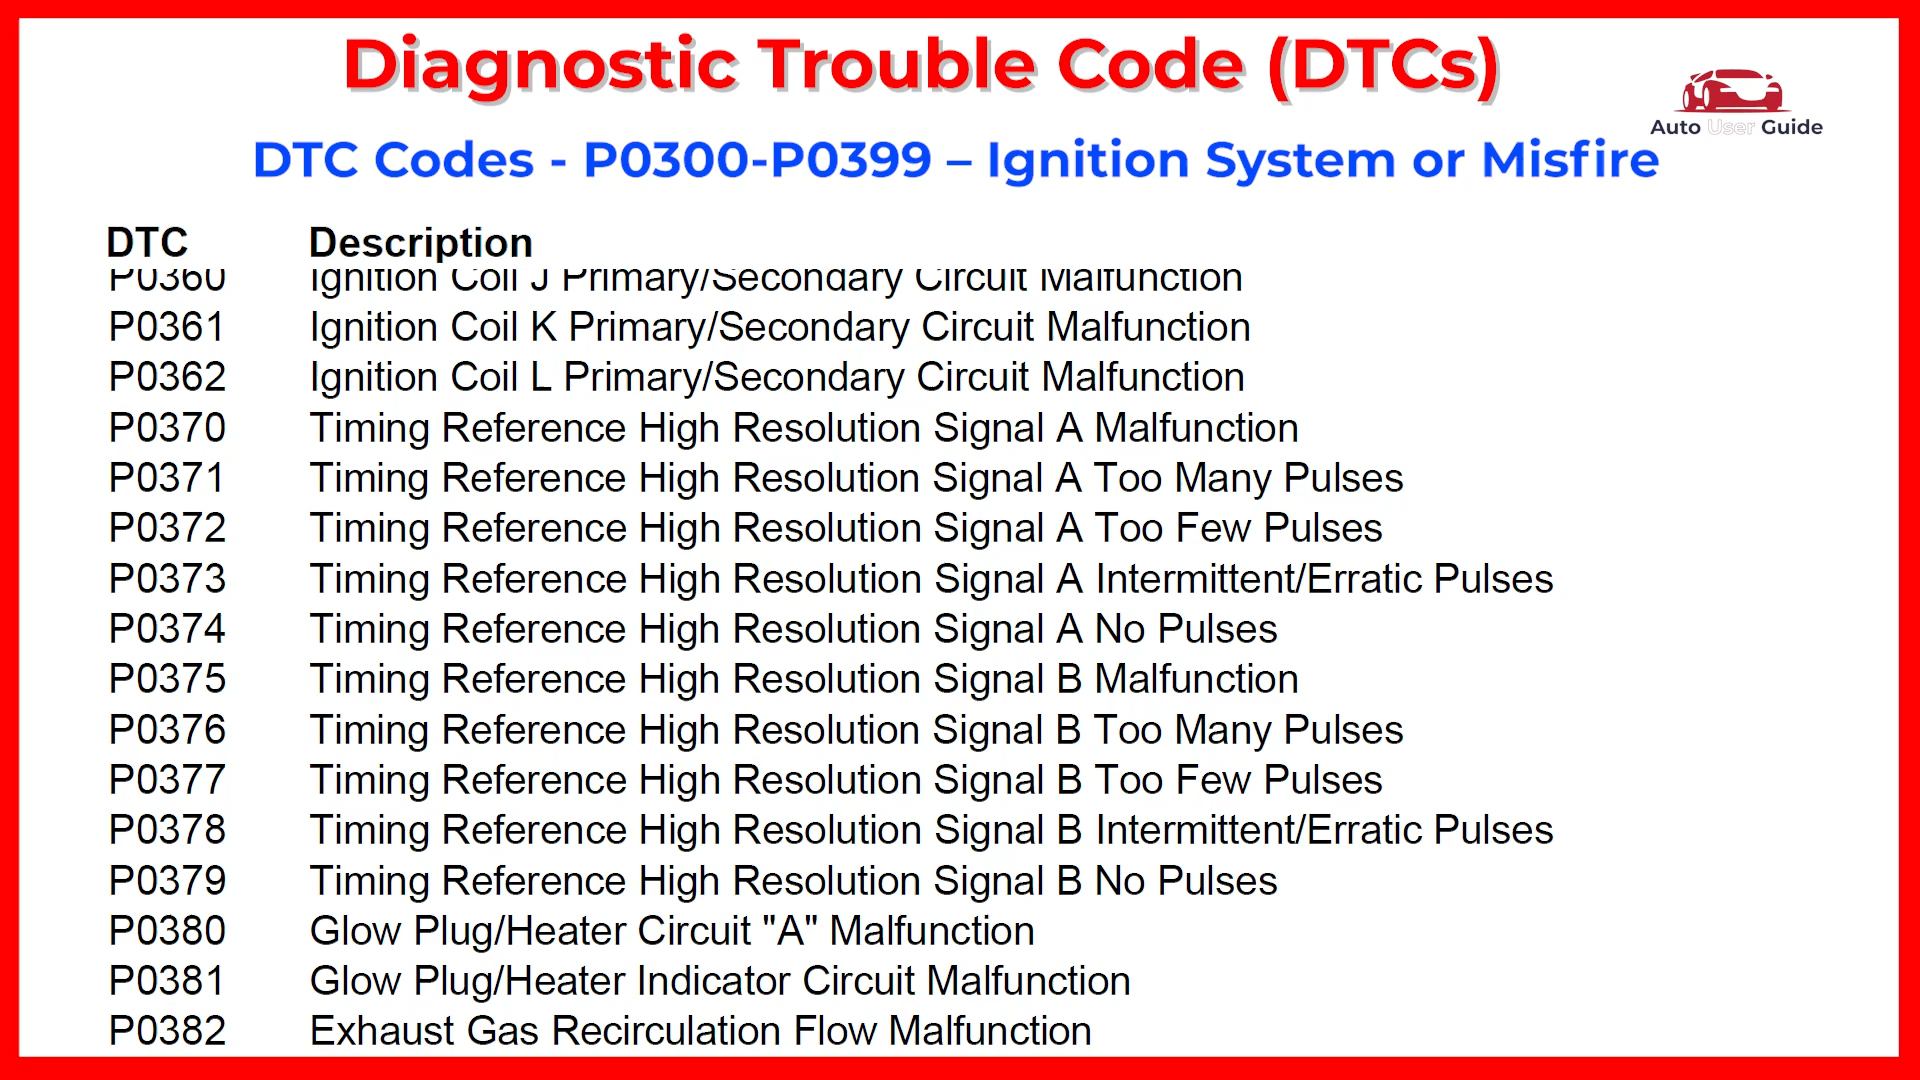 Diagnostic Trouble Code (DTCs)
Auto User Guide
DTC Codes - P0300-P0399 – Ignition System or Misfire
DTC Description
P0360 Ignition Coil J Primary/Secondary Circuit Malfunction
P0361 Ignition Coil K Primary/Secondary Circuit Malfunction
P0362 Ignition Coil L Primary/Secondary Circuit Malfunction
P0370 Timing Reference High Resolution Signal A Malfunction
P0371 Timing Reference High Resolution Signal A Too Many Pulses
P0372 Timing Reference High Resolution Signal A Too Few Pulses
P0373 Timing Reference High Resolution Signal A Intermittent/Erratic Pulses
P0374 Timing Reference High Resolution Signal A No Pulses
P0375 Timing Reference High Resolution Signal B Malfunction
P0376 Timing Reference High Resolution Signal B Too Many Pulses
P0377 Timing Reference High Resolution Signal B Too Few Pulses
P0378 Timing Reference High Resolution Signal B Intermittent/Erratic Pulses
P0379 Timing Reference High Resolution Signal B No Pulses
P0380 Glow Plug/Heater Circuit "A" Malfunction
P0381 Glow Plug/Heater Indicator Circuit Malfunction
P0382 Exhaust Gas Recirculation Flow Malfunction